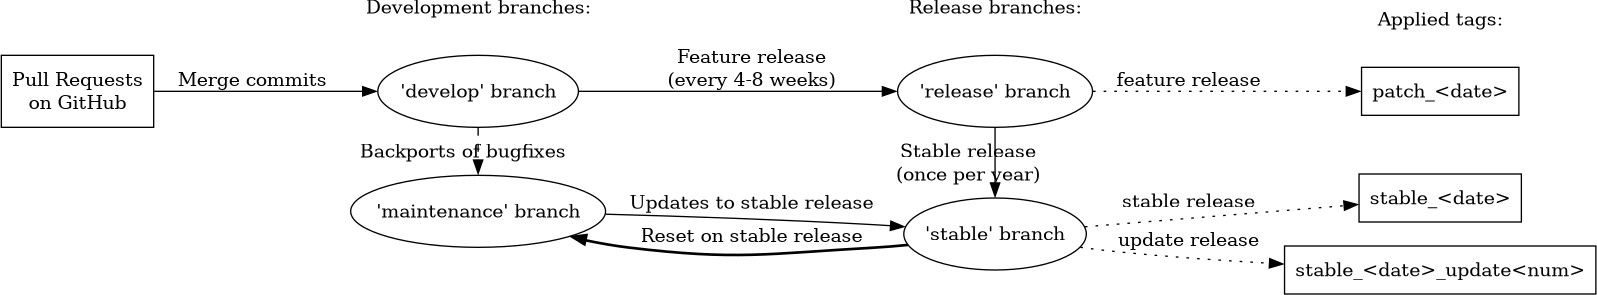 Development branches:
Release branches:
Applied tags:
Pull Requests
on GitHub
Merge commits
'develop' branch
Feature release
(every 4-8 weeks)
'release' branch
feature release
patch_<date>
Backports of bugfixes
Stable release
(once per year)
'maintenance' branch
Updates to stable release
Reset on stable release
'stable' branch
stable release
stable_<date>
update release
stable_<date>_update<num>